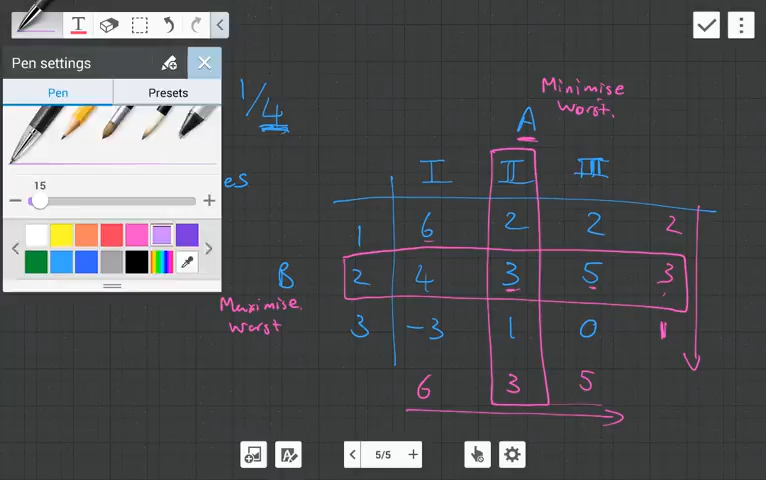 T
Pen settings
Pen Presets
15
1/4
es
Minimise
Worst.
A
I II III
1 6 2 2 2
B 2 4 3 5 3
Maximise
Worst
3 -3 1 0 1
6 3 5
5/5